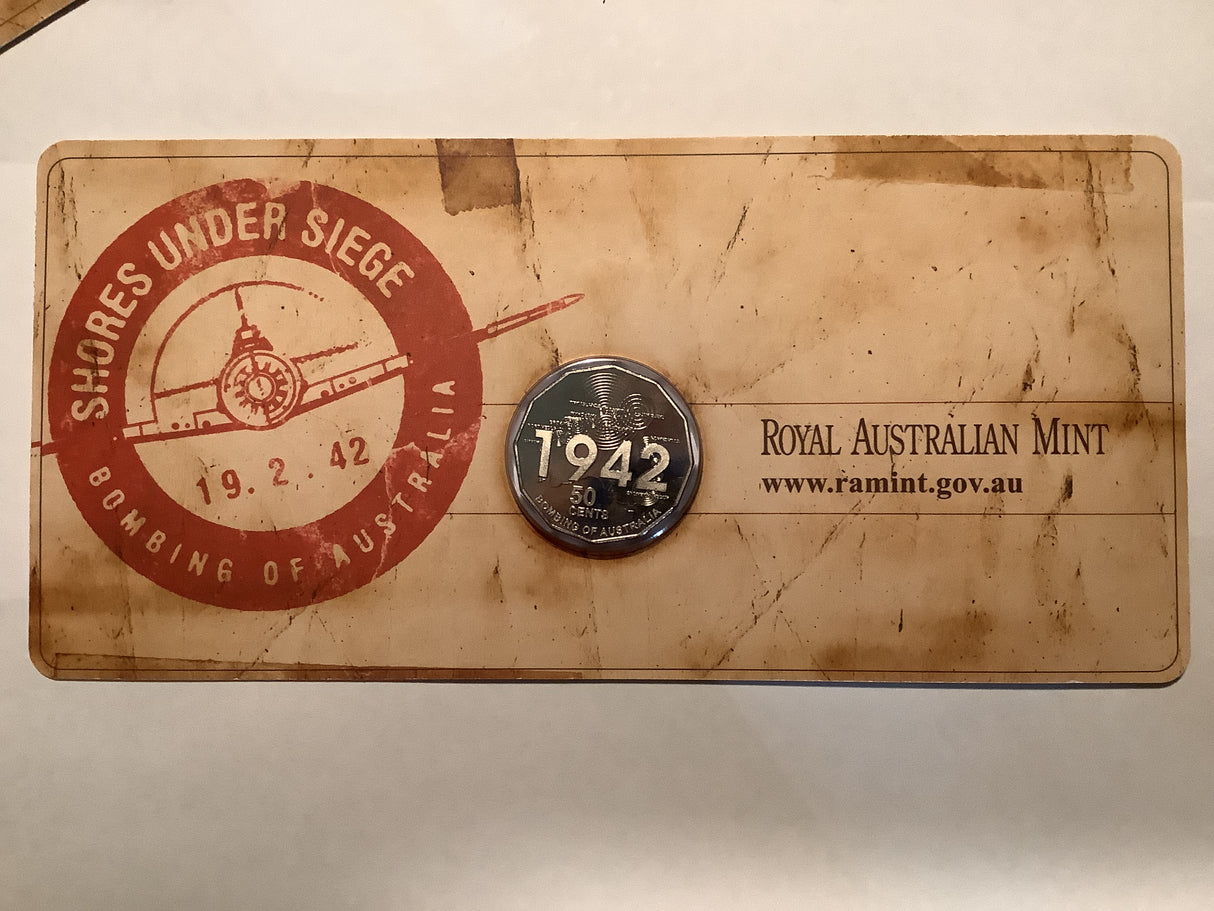 SHORES UNDER SIEGE
19.2.42
BOMBING OF AUSTRALIA
1942
50
CENTS
BOMBING OF AUSTRALIA
ROYAL AUSTRALIAN MINT
www.ramint.gov.au